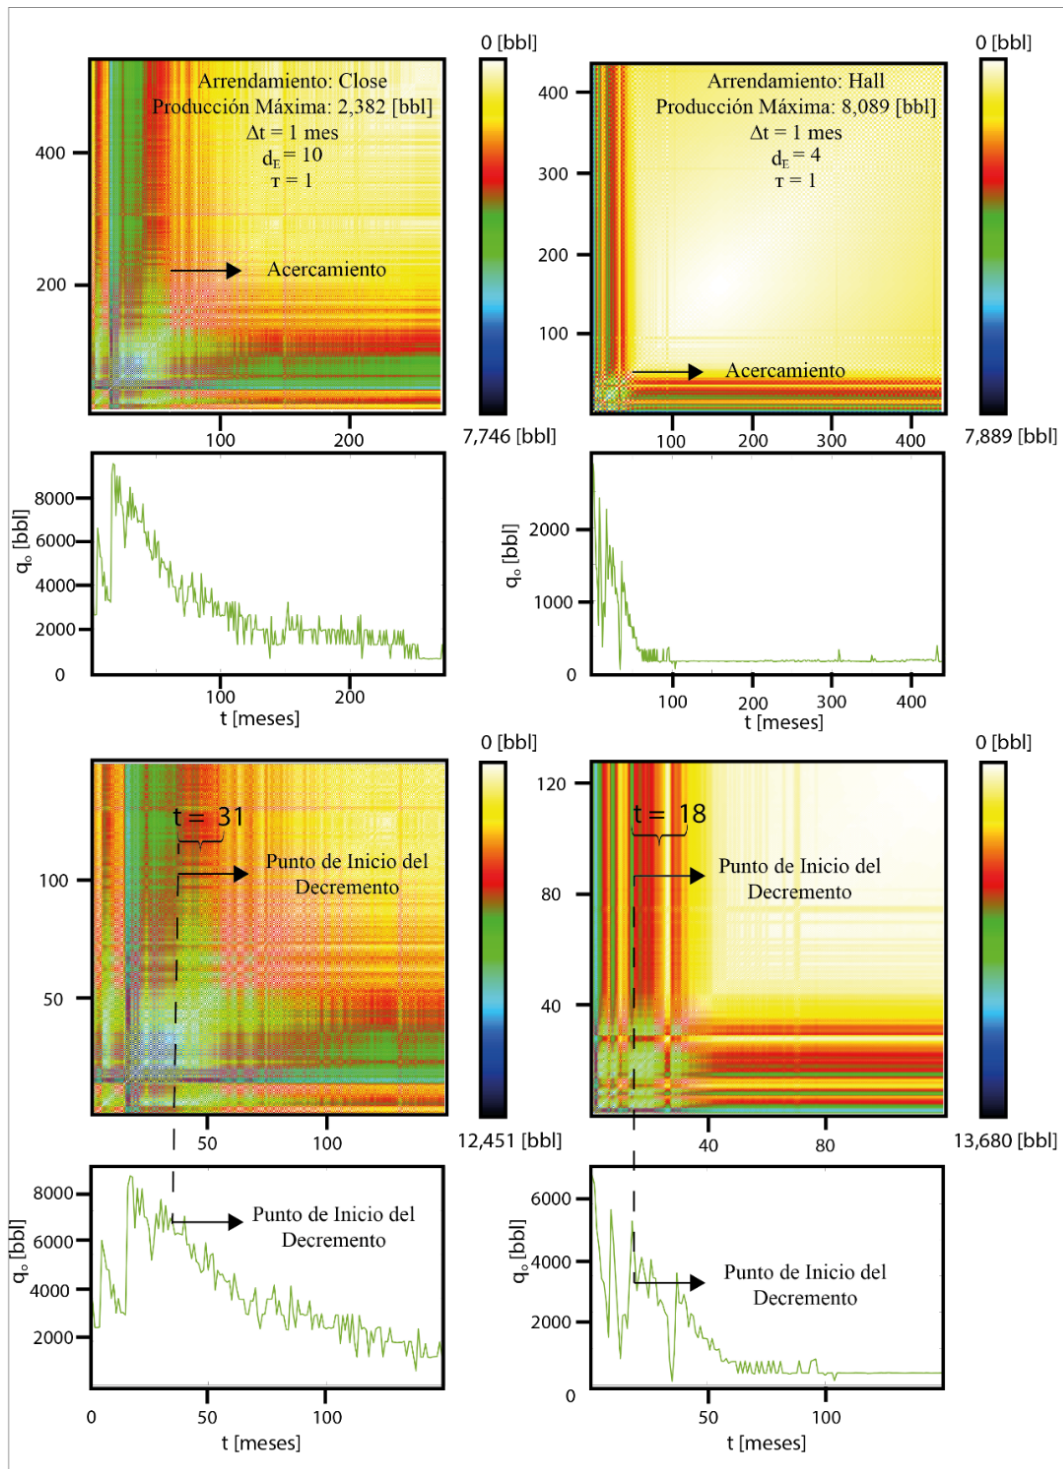 0 [bbl]
Arrendamiento: Close
Producción Máxima: 2,382 [bbl]
Δt = 1 mes
dE = 10
τ = 1
400
200
Acercamiento
100
200
7,746 [bbl]
0 [bbl]
Arrendamiento: Hall
Producción Máxima: 8,089 [bbl]
Δt = 1 mes
dE = 4
τ = 1
400
300
200
100
Acercamiento
100
200
300
400
7,889 [bbl]
qo [bbl]
8000
6000
4000
2000
0
100
200
t [meses]
qo [bbl]
2000
1000
0
100
200
300
400
t [meses]
0 [bbl]
t = 31
Punto de Inicio del
Decremento
100
50
50
100
12,451 [bbl]
0 [bbl]
120
t = 18
Punto de Inicio del
Decremento
80
40
40
80
13,680 [bbl]
qo [bbl]
8000
6000
4000
2000
Punto de Inicio del
Decremento
0
50
100
t [meses]
qo [bbl]
6000
4000
2000
0
Punto de Inicio del
Decremento
50
100
t [meses]